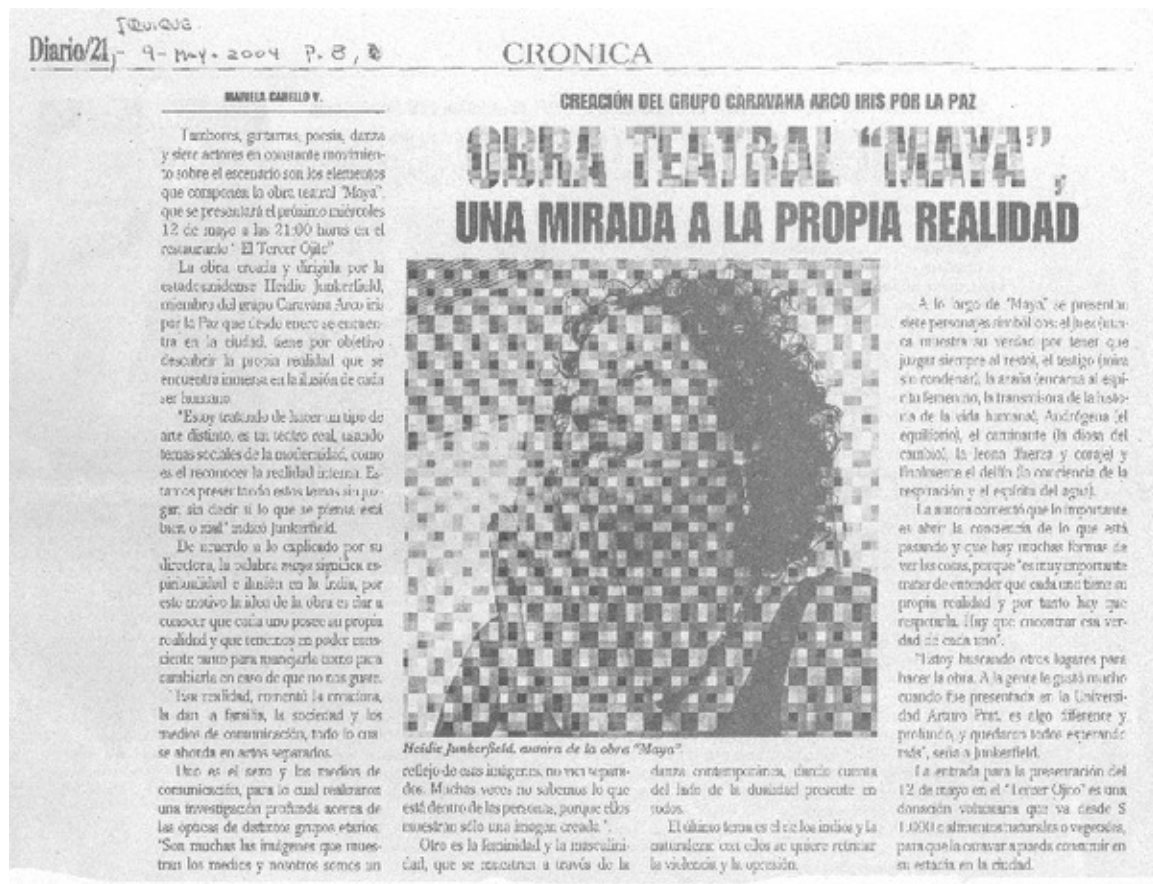 IQUIQUE.
Diario/21,- 9- May. 2004 P. 8,
CRONICA
MARIELA CABELLO V.
CREACIÓN DEL GRUPO CARAVANA ARCO IRIS POR LA PAZ
OBRA TEATRAL “MAYA”,
UNA MIRADA A LA PROPIA REALIDAD
Tambores, guitarras, poesía, danza
y siete actores en constante movimien-
to sobre el escenario son los elementos
que componen la obra teatral "Maya",
que se presentará el próximo miércoles
12 de mayo a las 21:00 horas en el
restaurante "El Tercer Ojito"
La obra creada y dirigida por la
estadounidense Heidie Junkerfield,
miembro del grupo Caravana Arco iris
por la Paz que desde enero se encuen-
tra en la ciudad, tiene por objetivo
descubrir la propia realidad que se
encuentra inmersa en la ilusión de cada
ser humano
"Estoy tratando de hacer un tipo de
arte distinto, es un teatro real, usando
temas sociales de la modernidad, como
es el reconocer la realidad interna. Es-
tamos presentando estos temas sin juz-
gar, sin decir si lo que se piensa está
bien o mal" indicó Junkerfield.
De acuerdo a lo explicado por su
directora, la palabra maya significa es-
piritualidad e ilusión en la India, por
este motivo la idea de la obra es dar a
conocer que cada uno posee su propia
realidad y que tenemos un poder cons-
ciente tanto para manejarla como para
cambiarla en caso de que no nos guste.
"Esa realidad, comentó la creadora,
la dan la familia, la sociedad y los
medios de comunicación, todo lo cual
se aborda en actos separados.
Uno es el sexo y los medios de
comunicación, para lo cual realizaron
una investigación profunda acerca de
las ópticas de distintos grupos etarios.
"Son muchas las imágenes que mues-
tran los medios y nosotros somos un
Heidie Junkerfield, autora de la obra "Maya".
reflejo de esas imágenes, no separa-
dos. Muchas veces no sabemos lo que
está dentro de las personas, porque ellos
muestran sólo una imagen creada ".
Otro es la feminidad y la masculini-
dad, que se muestran a través de la
danza contemporánea, dando cuenta
del lado de la dualidad presente en
todos.
El último tema es el de los indios y la
naturaleza: con ellos se quiere retratar
la violencia y la opresión.
A lo largo de "Maya" se presentan
siete personajes simbólicos: el juez (nun-
ca muestra su verdad por tener que
juzgar siempre al resto), el testigo (mira
sin condenar), la araña (encarna al espí-
ritu femenino, la transmisora de la histo-
ria de la vida humana), Andrógena (el
equilibrio), el caminante (la diosa del
cambio), la leona (fuerza y coraje) y
finalmente el delfín (la conciencia de la
respiración y el espíritu del agua).
La autora comentó que lo importante
es abrir la conciencia de lo que está
pasando y que hay muchas formas de
ver las cosas, porque "es muy importante
tratar de entender que cada uno tiene su
propia realidad y por tanto hay que
respetarla. Hay que encontrar esa ver-
dad de cada uno".
"Estoy buscando otros lugares para
hacer la obra. A la gente le gustó mucho
cuando fue presentada en la Universi-
dad Arturo Prat, es algo diferente y
profundo, y quedaron todos esperando
más", señala Junkerfield.
La entrada para la presentación del
12 de mayo en el "Tercer Ojito" es una
donación voluntaria que va desde $
1.000 o alimentos naturales o vegetales,
para que la caravana pueda construir en
su estadía en la ciudad.